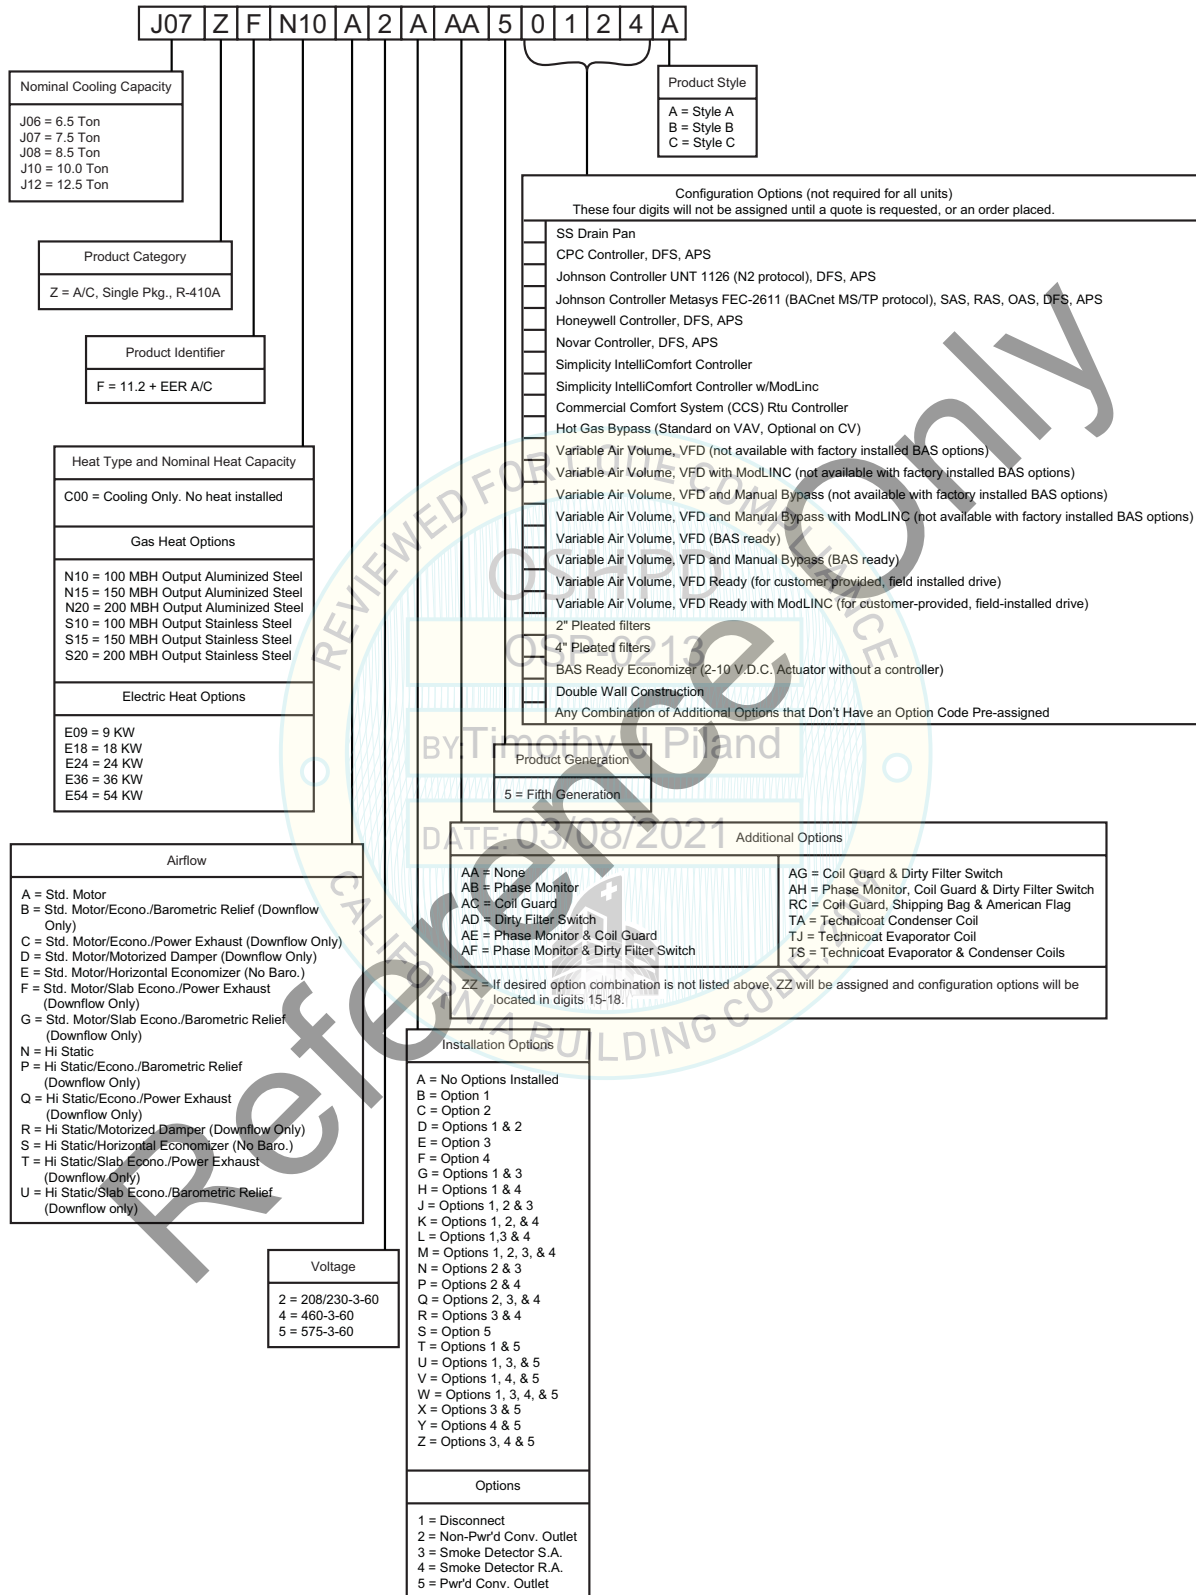 J07 Z F N10 A 2 A AA 5 0 1 2 4 A
Nominal Cooling Capacity
J06 = 6.5 Ton
J07 = 7.5 Ton
J08 = 8.5 Ton
J10 = 10.0 Ton
J12 = 12.5 Ton
Product Category
Z = A/C, Single Pkg., R-410A
Product Identifier
F = 11.2 + EER A/C
Heat Type and Nominal Heat Capacity
C00 = Cooling Only. No heat installed
Gas Heat Options
N10 = 100 MBH Output Aluminized Steel
N15 = 150 MBH Output Aluminized Steel
N20 = 200 MBH Output Aluminized Steel
S10 = 100 MBH Output Stainless Steel
S15 = 150 MBH Output Stainless Steel
S20 = 200 MBH Output Stainless Steel
Electric Heat Options
E09 = 9 KW
E18 = 18 KW
E24 = 24 KW
E36 = 36 KW
E54 = 54 KW
Airflow
A = Std. Motor
B = Std. Motor/Econo./Barometric Relief (Downflow
Only)
C = Std. Motor/Econo./Power Exhaust (Downflow Only)
D = Std. Motor/Motorized Damper (Downflow Only)
E = Std. Motor/Horizontal Economizer (No Baro.)
F = Std. Motor/Slab Econo./Power Exhaust
(Downflow Only)
G = Std. Motor/Slab Econo./Barometric Relief
(Downflow Only)
N = Hi Static
P = Hi Static/Econo./Barometric Relief
(Downflow Only)
Q = Hi Static/Econo./Power Exhaust
(Downflow Only)
R = Hi Static/Motorized Damper (Downflow Only)
S = Hi Static/Horizontal Economizer (No Baro.)
T = Hi Static/Slab Econo./Power Exhaust
(Downflow Only)
U = Hi Static/Slab Econo./Barometric Relief
(Downflow only)
Voltage
2 = 208/230-3-60
4 = 460-3-60
5 = 575-3-60
Installation Options
A = No Options Installed
B = Option 1
C = Option 2
D = Options 1 & 2
E = Option 3
F = Option 4
G = Options 1 & 3
H = Options 1 & 4
J = Options 1, 2 & 3
K = Options 1, 2, & 4
L = Options 1,3 & 4
M = Options 1, 2, 3, & 4
N = Options 2 & 3
P = Options 2 & 4
Q = Options 2, 3, & 4
R = Options 3 & 4
S = Option 5
T = Options 1 & 5
U = Options 1, 3, & 5
V = Options 1, 4, & 5
W = Options 1, 3, 4, & 5
X = Options 3 & 5
Y = Options 4 & 5
Z = Options 3, 4 & 5
Options
1 = Disconnect
2 = Non-Pwr'd Conv. Outlet
3 = Smoke Detector S.A.
4 = Smoke Detector R.A.
5 = Pwr'd Conv. Outlet
Additional Options
AA = None
AB = Phase Monitor
AC = Coil Guard
AD = Dirty Filter Switch
AE = Phase Monitor & Coil Guard
AF = Phase Monitor & Dirty Filter Switch
AG = Coil Guard & Dirty Filter Switch
AH = Phase Monitor, Coil Guard & Dirty Filter Switch
RC = Coil Guard, Shipping Bag & American Flag
TA = Technicoat Condenser Coil
TJ = Technicoat Evaporator Coil
TS = Technicoat Evaporator & Condenser Coils
ZZ = If desired option combination is not listed above, ZZ will be assigned and configuration options will be
located in digits 15-18.
Product Generation
5 = Fifth Generation
Configuration Options (not required for all units)
These four digits will not be assigned until a quote is requested, or an order placed.
SS Drain Pan
CPC Controller, DFS, APS
Johnson Controller UNT 1126 (N2 protocol), DFS, APS
Johnson Controller Metasys FEC-2611 (BACnet MS/TP protocol), SAS, RAS, OAS, DFS, APS
Honeywell Controller, DFS, APS
Novar Controller, DFS, APS
Simplicity IntelliComfort Controller
Simplicity IntelliComfort Controller w/ModLinc
Commercial Comfort System (CCS) Rtu Controller
Hot Gas Bypass (Standard on VAV, Optional on CV)
Variable Air Volume, VFD (not available with factory installed BAS options)
Variable Air Volume, VFD with ModLINC (not available with factory installed BAS options)
Variable Air Volume, VFD and Manual Bypass (not available with factory installed BAS options)
Variable Air Volume, VFD and Manual Bypass with ModLINC (not available with factory installed BAS options)
Variable Air Volume, VFD (BAS ready)
Variable Air Volume, VFD and Manual Bypass (BAS ready)
Variable Air Volume, VFD Ready (for customer provided, field installed drive)
Variable Air Volume, VFD Ready with ModLINC (for customer-provided, field-installed drive)
2" Pleated filters
4" Pleated filters
BAS Ready Economizer (2-10 V.D.C. Actuator without a controller)
Double Wall Construction
Any Combination of Additional Options that Don't Have an Option Code Pre-assigned
Product Style
A = Style A
B = Style B
C = Style C
REVIEWED FOR CODE COMPLIANCE
OSHPD
OSP-0213
BY: Timothy J Piland
DATE: 03/08/2021
CALIFORNIA BUILDING CODE 2019
Reference Only